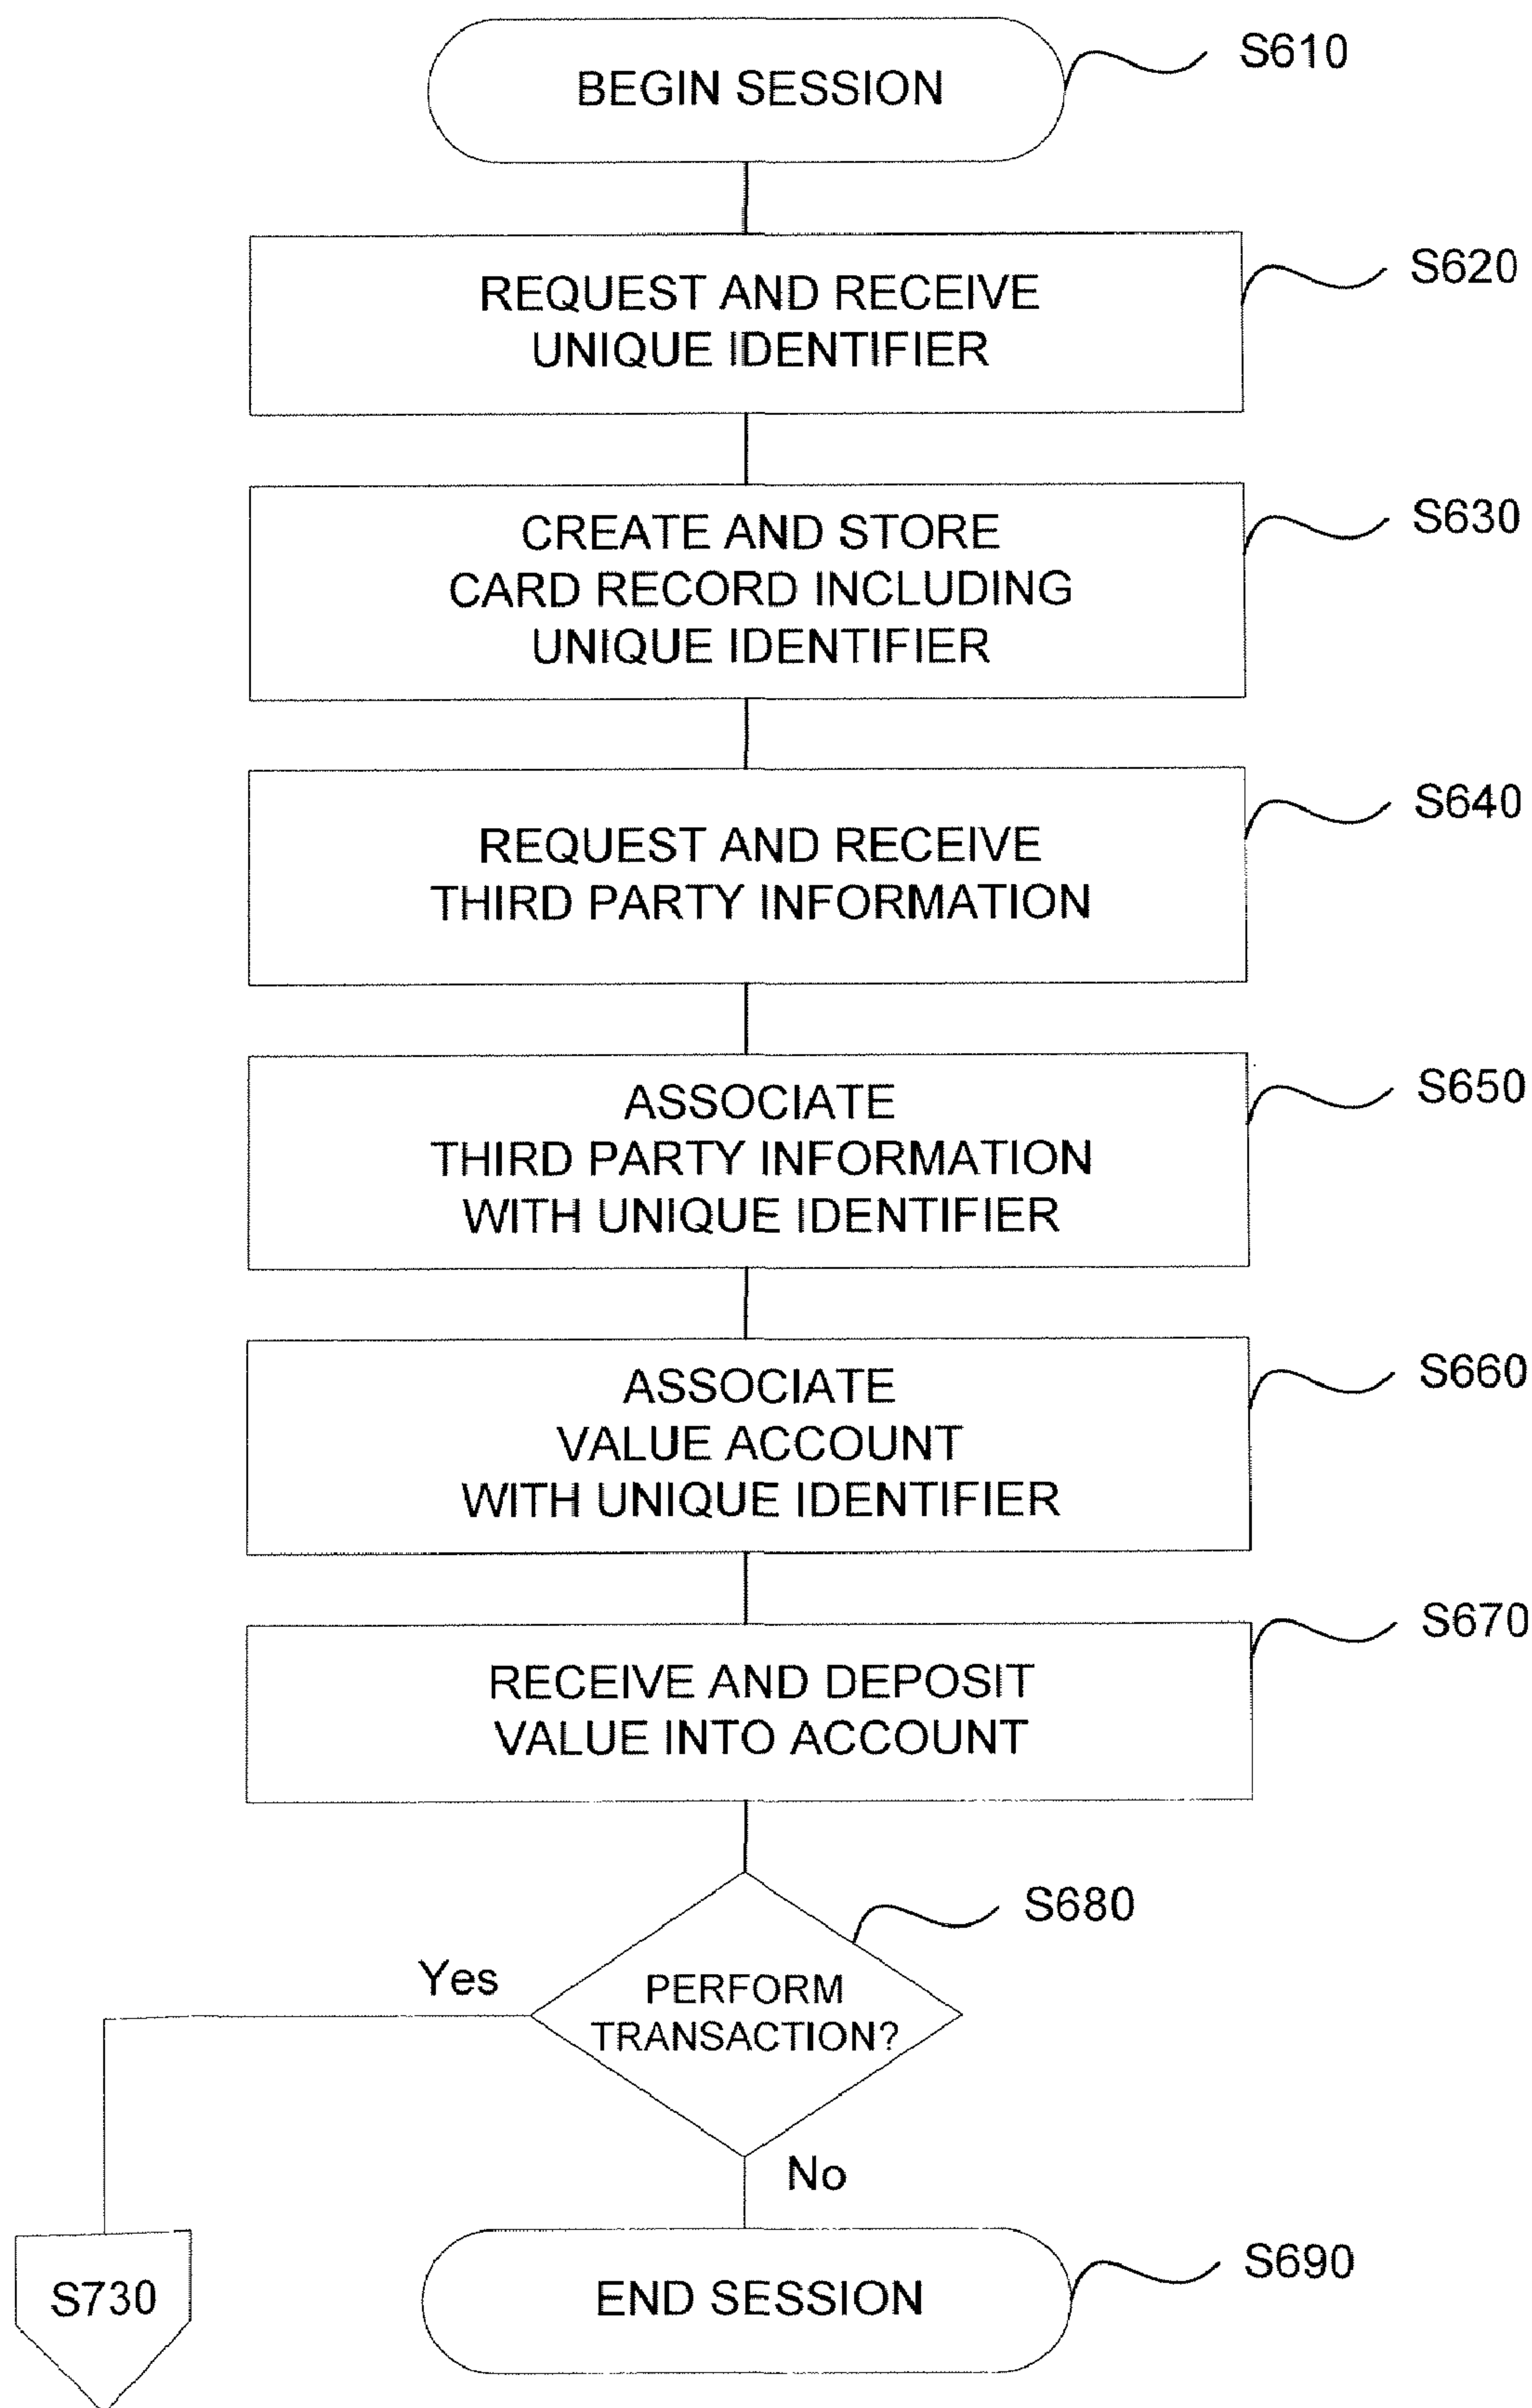 BEGIN SESSION
S610
REQUEST AND RECEIVE
UNIQUE IDENTIFIER
S620
CREATE AND STORE
CARD RECORD INCLUDING
UNIQUE IDENTIFIER
S630
REQUEST AND RECEIVE
THIRD PARTY INFORMATION
S640
ASSOCIATE
THIRD PARTY INFORMATION
WITH UNIQUE IDENTIFIER
S650
ASSOCIATE
VALUE ACCOUNT
WITH UNIQUE IDENTIFIER
S660
RECEIVE AND DEPOSIT
VALUE INTO ACCOUNT
S670
PERFORM
TRANSACTION?
S680
Yes
No
S730
END SESSION
S690